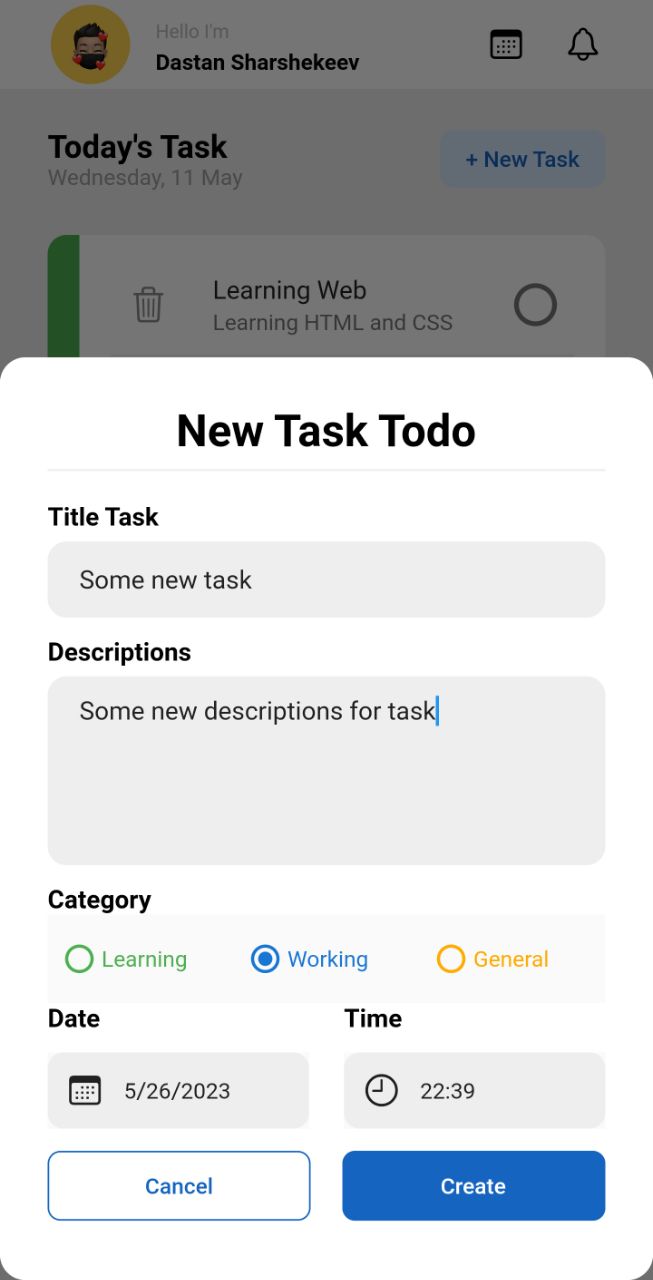 Hello I'm
Dastan Sharshekeev
Today's Task
+ New Task
Wednesday, 11 May
Learning Web
Learning HTML and CSS
New Task Todo
Title Task
Some new task
Descriptions
Some new descriptions for task
Category
Learning Working General
Date Time
5/26/2023 22:39
Cancel Create